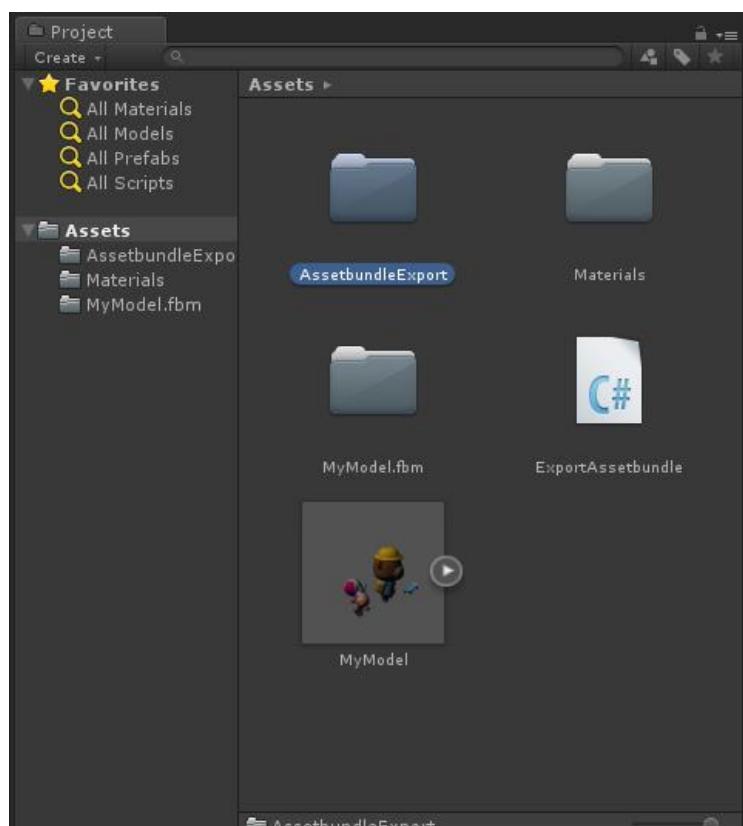 Project
Create
Favorites
All Materials
All Models
All Prefabs
All Scripts
Assets
AssetbundleExpo
Materials
MyModel.fbm
Assets
AssetbundleExport
Materials
MyModel.fbm
C#
ExportAssetbundle
MyModel
AssetbundleExport